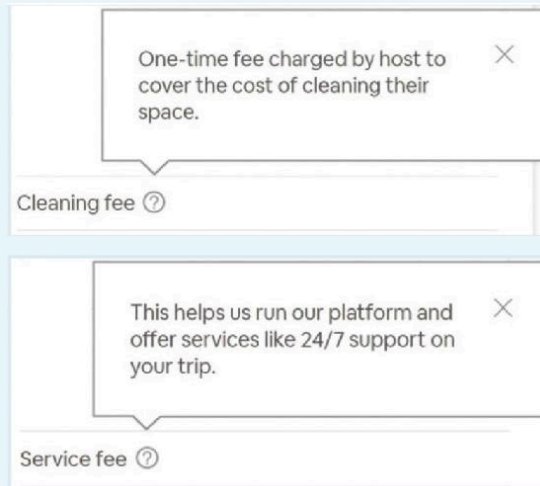 One-time fee charged by host to
cover the cost of cleaning their
space.
Cleaning fee
This helps us run our platform and
offer services like 24/7 support on
your trip.
Service fee